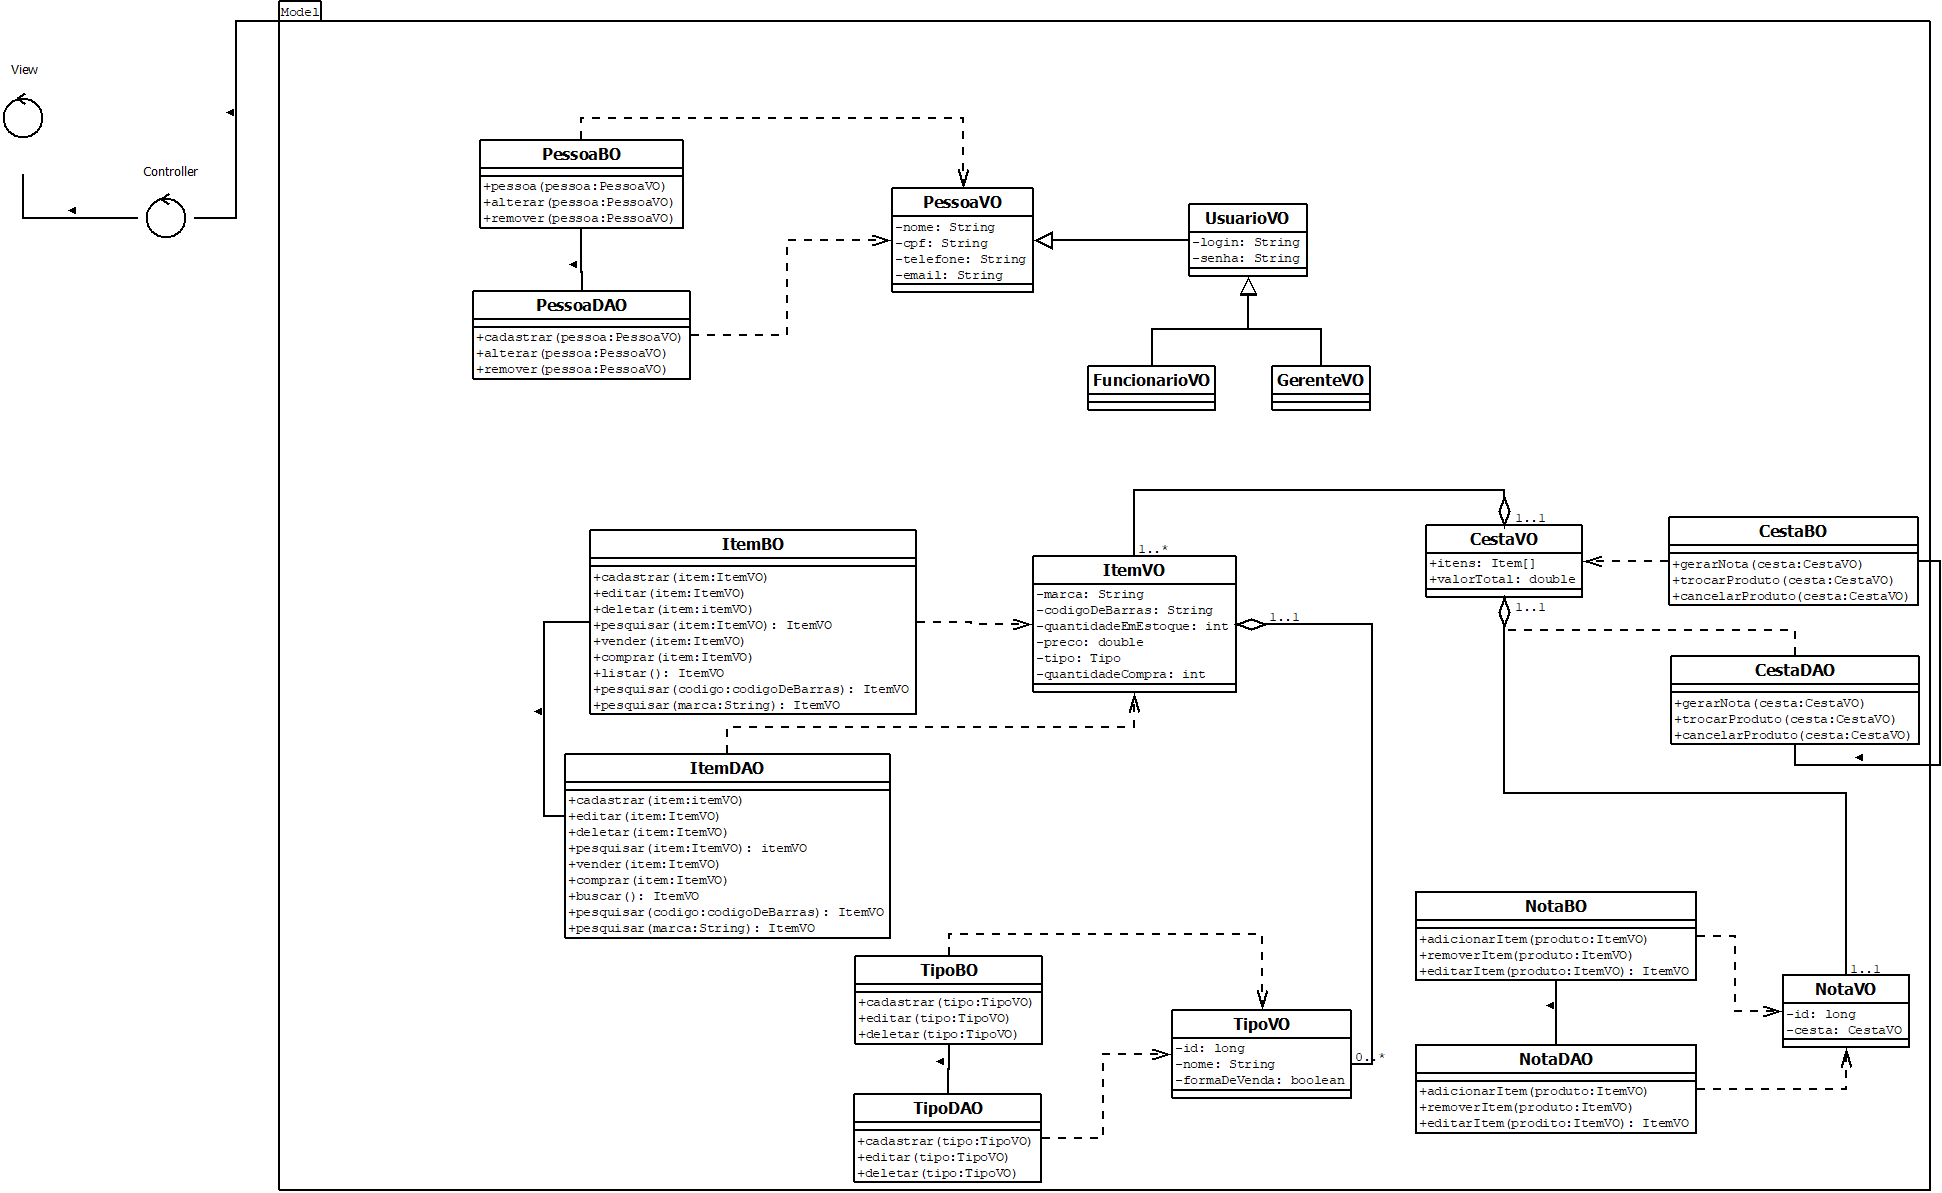 Model
View
Controller
PessoaBO
+pessoa(pessoa:PessoaVO)
+alterar(pessoa:PessoaVO)
+remover(pessoa:PessoaVO)
PessoaDAO
+cadastrar(pessoa:PessoaVO)
+alterar(pessoa:PessoaVO)
+remover(pessoa:PessoaVO)
PessoaVO
-nome: String
-cpf: String
-telefone: String
-email: String
UsuarioVO
-login: String
-senha: String
FuncionarioVO
GerenteVO
ItemBO
+cadastrar(item:ItemVO)
+editar(item:ItemVO)
+deletar(item:itemVO)
+pesquisar(item:ItemVO): ItemVO
+vender(item:ItemVO)
+comprar(item:ItemVO)
+listar(): ItemVO
+pesquisar(codigo:codigoDeBarras): ItemVO
+pesquisar(marca:String): ItemVO
ItemDAO
+cadastrar(item:itemVO)
+editar(item:ItemVO)
+deletar(item:ItemVO)
+pesquisar(item:ItemVO): itemVO
+vender(item:ItemVO)
+comprar(item:ItemVO)
+buscar(): ItemVO
+pesquisar(codigo:codigoDeBarras): ItemVO
+pesquisar(marca:String): ItemVO
1..*
ItemVO
-marca: String
-codigoDeBarras: String
-quantidadeEmEstoque: int
-preco: double
-tipo: Tipo
-quantidadeCompra: int
1..1
1..1
CestaVO
+itens: Item[]
+valorTotal: double
1..1
CestaBO
+gerarNota(cesta:CestaVO)
+trocarProduto(cesta:CestaVO)
+cancelarProduto(cesta:CestaVO)
CestaDAO
+gerarNota(cesta:CestaVO)
+trocarProduto(cesta:CestaVO)
+cancelarProduto(cesta:CestaVO)
TipoBO
+cadastrar(tipo:TipoVO)
+editar(tipo:TipoVO)
+deletar(tipo:TipoVO)
TipoDAO
+cadastrar(tipo:TipoVO)
+editar(tipo:TipoVO)
+deletar(tipo:TipoVO)
TipoVO
-id: long
-nome: String
-formaDeVenda: boolean
0..*
NotaBO
+adicionarItem(produto:ItemVO)
+removerItem(produto:ItemVO)
+editarItem(produto:ItemVO): ItemVO
NotaDAO
+adicionarItem(produto:ItemVO)
+removerItem(produto:ItemVO)
+editarItem(prodito:ItemVO): ItemVO
1..1
NotaVO
-id: long
-cesta: CestaVO